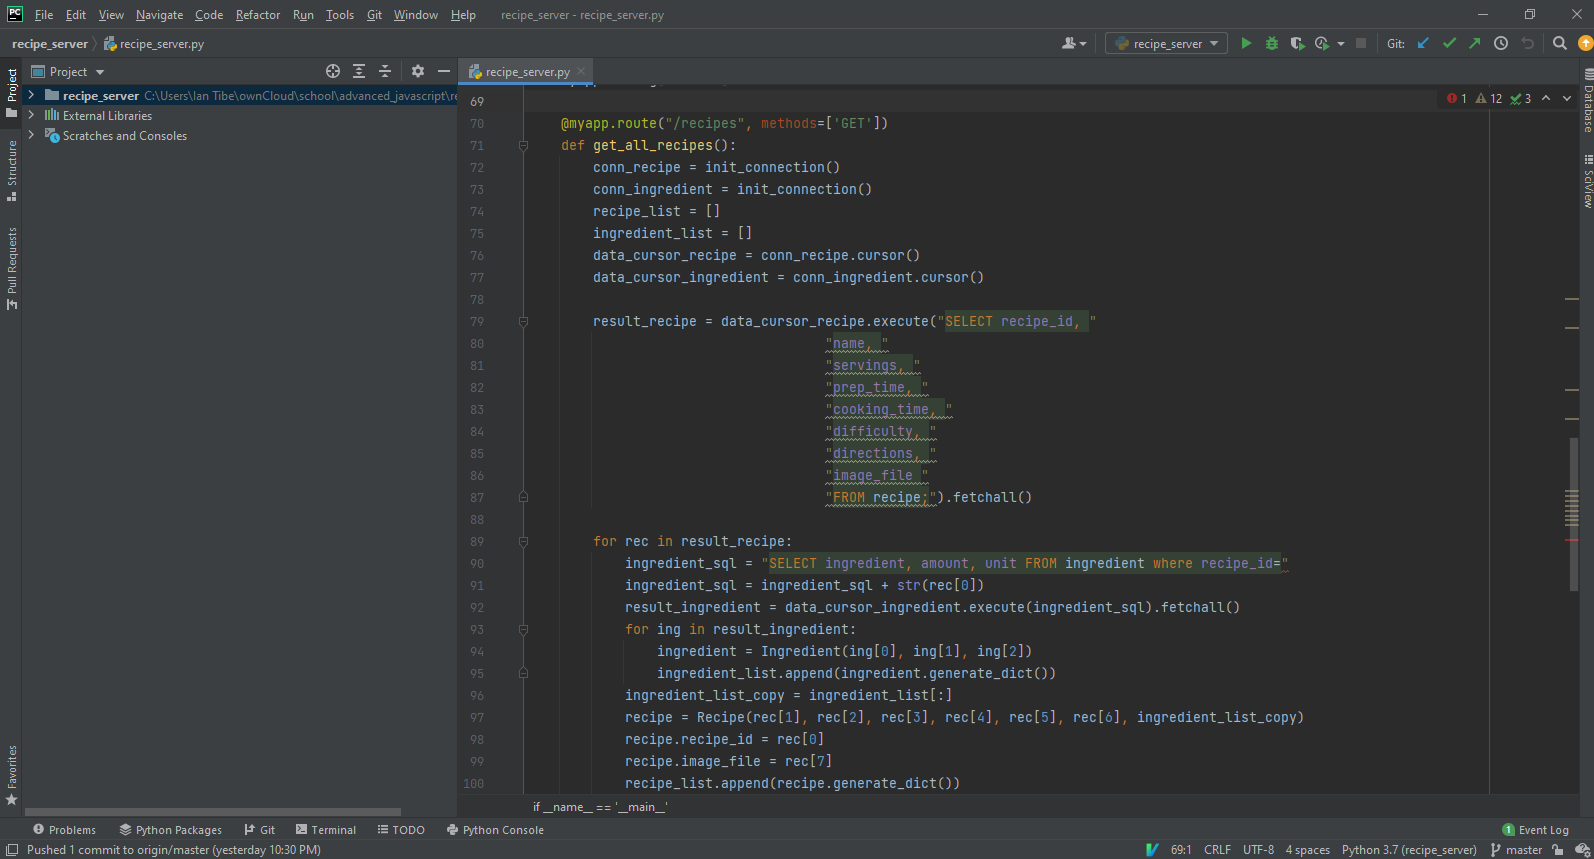 PC File Edit View Navigate Code Refactor Run Tools Git Window Help recipe_server - recipe_server.py
recipe_server recipe_server.py recipe_server Git:
Project recipe_server.py
recipe_server C:\Users\Ian Tibe\ownCloud\school\advanced_javascript\re
External Libraries
Scratches and Consoles
Project
Structure
Pull Requests
Favorites
1 12 3
69
70 @myapp.route("/recipes", methods=['GET'])
71 def get_all_recipes():
72 conn_recipe = init_connection()
73 conn_ingredient = init_connection()
74 recipe_list = []
75 ingredient_list = []
76 data_cursor_recipe = conn_recipe.cursor()
77 data_cursor_ingredient = conn_ingredient.cursor()
78
79 result_recipe = data_cursor_recipe.execute("SELECT recipe_id, "
80 "name, "
81 "servings, "
82 "prep_time, "
83 "cooking_time, "
84 "difficulty, "
85 "directions, "
86 "image_file "
87 "FROM recipe;").fetchall()
88
89 for rec in result_recipe:
90 ingredient_sql = "SELECT ingredient, amount, unit FROM ingredient where recipe_id="
91 ingredient_sql = ingredient_sql + str(rec[0])
92 result_ingredient = data_cursor_ingredient.execute(ingredient_sql).fetchall()
93 for ing in result_ingredient:
94 ingredient = Ingredient(ing[0], ing[1], ing[2])
95 ingredient_list.append(ingredient.generate_dict())
96 ingredient_list_copy = ingredient_list[:]
97 recipe = Recipe(rec[1], rec[2], rec[3], rec[4], rec[5], rec[6], ingredient_list_copy)
98 recipe.recipe_id = rec[0]
99 recipe.image_file = rec[7]
100 recipe_list.append(recipe.generate_dict())
if __name__ == '__main__'
Database
SciView
Problems Python Packages Git Terminal TODO Python Console 1 Event Log
Pushed 1 commit to origin/master (yesterday 10:30 PM) 69:1 CRLF UTF-8 4 spaces Python 3.7 (recipe_server) master